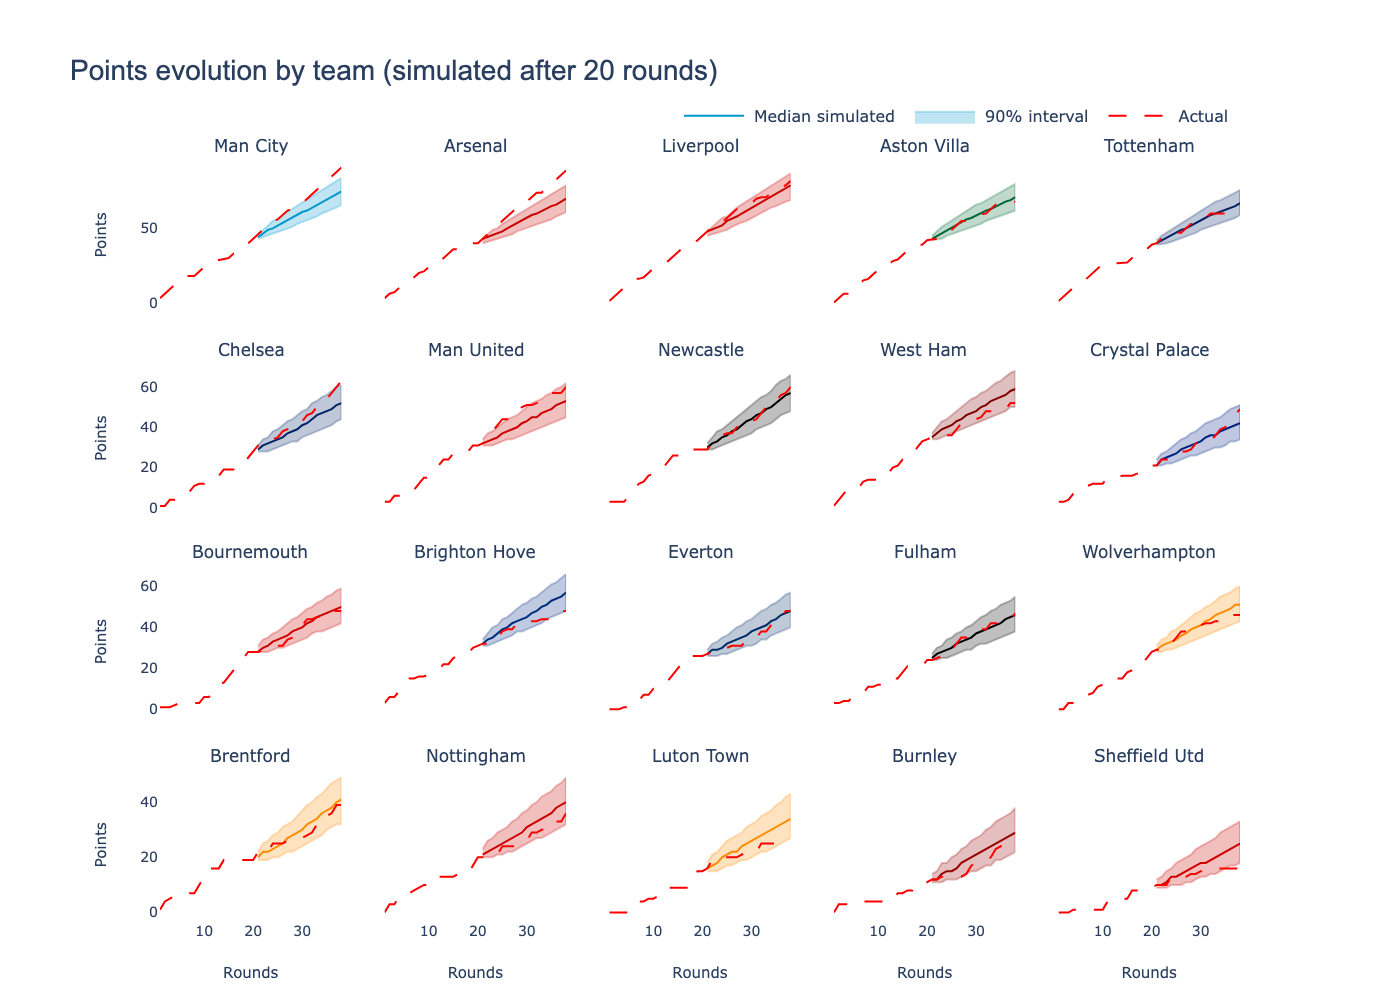 Points evolution by team (simulated after 20 rounds)
Median simulated 90% interval Actual
Man City Arsenal Liverpool Aston Villa Tottenham
Points
50
0
Chelsea Man United Newcastle West Ham Crystal Palace
Points
60
40
20
0
Bournemouth Brighton Hove Everton Fulham Wolverhampton
Points
60
40
20
0
Brentford Nottingham Luton Town Burnley Sheffield Utd
Points
40
20
0
10 20 30 10 20 30 10 20 30 10 20 30 10 20 30
Rounds Rounds Rounds Rounds Rounds